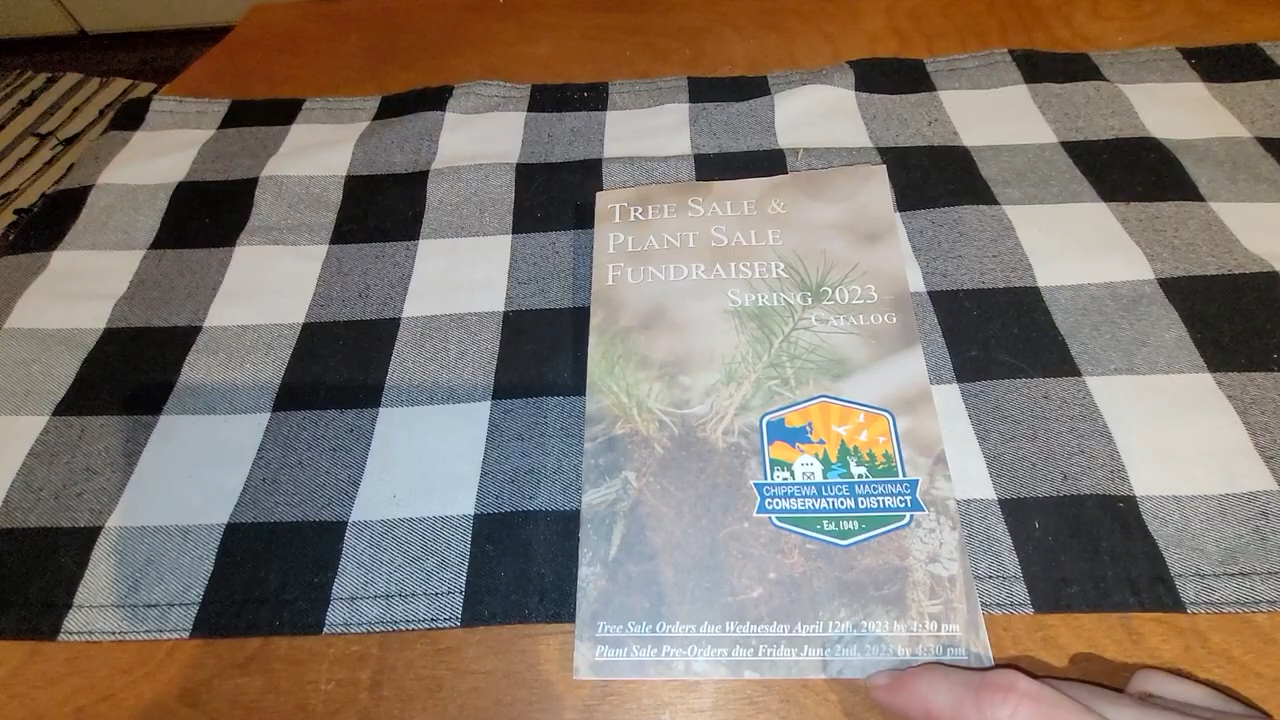 TREE SALE &
PLANT SALE
FUNDRAISER
SPRING 2023
CATALOG
CHIPPEWA LUCE MACKINAC
CONSERVATION DISTRICT
- Est. 1949 -
Tree Sale Orders due Wednesday April 12th, 2023 by 4:30 pm
Plant Sale Pre-Orders due Friday June 2nd, 2023 by 4:30 pm